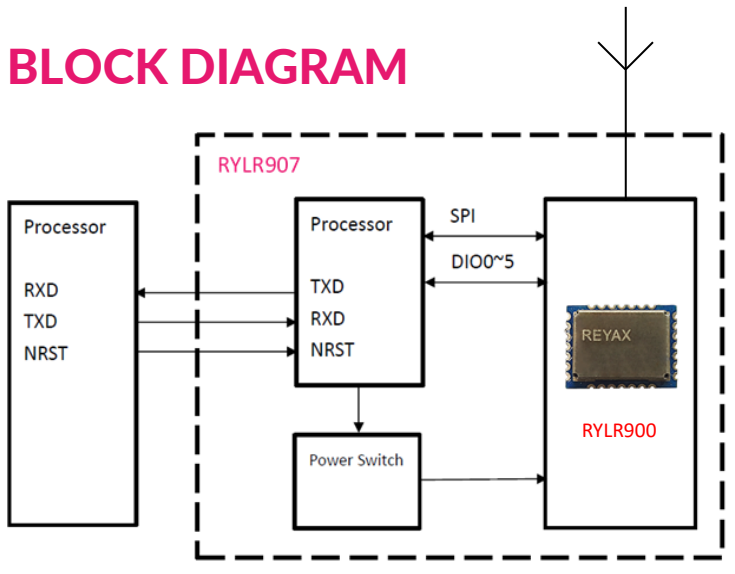 BLOCK DIAGRAM
RYLR907
Processor
RXD
TXD
NRST
Processor
TXD
RXD
NRST
SPI
DIO0~5
Power Switch
REYAX
RYLR900